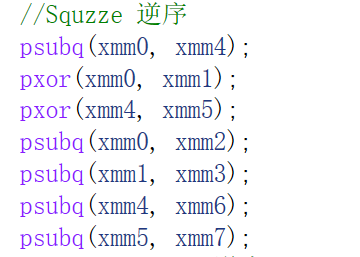 //Squzze 逆序
psubq(xmm0, xmm4);
pxor(xmm0, xmm1);
pxor(xmm4, xmm5);
psubq(xmm0, xmm2);
psubq(xmm1, xmm3);
psubq(xmm4, xmm6);
psubq(xmm5, xmm7);